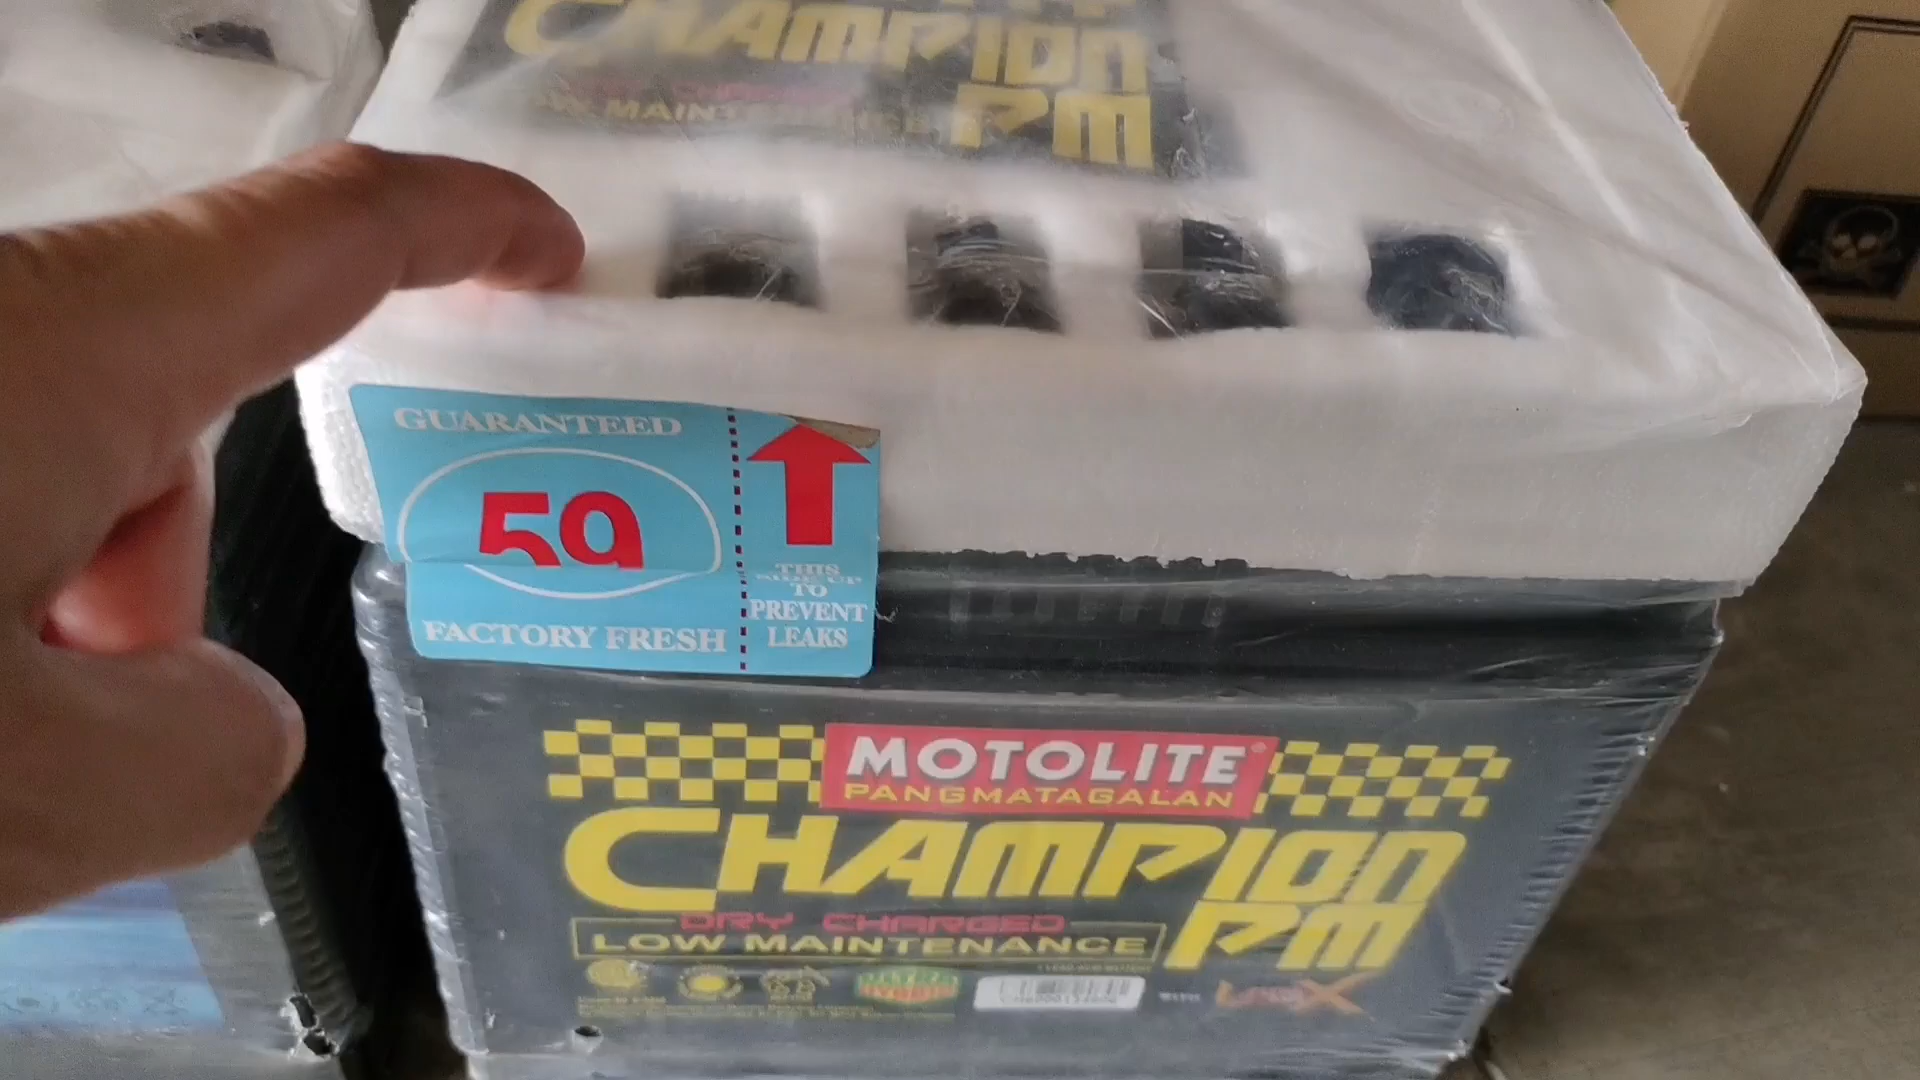 CHAMPION
PM
GUARANTEED
59
FACTORY FRESH
THIS
SIDE UP
TO
PREVENT
LEAKS
MOTOLITE
PANGMATAGALAN
CHAMPION
PM
DRY CHARGED
LOW MAINTENANCE
WITH